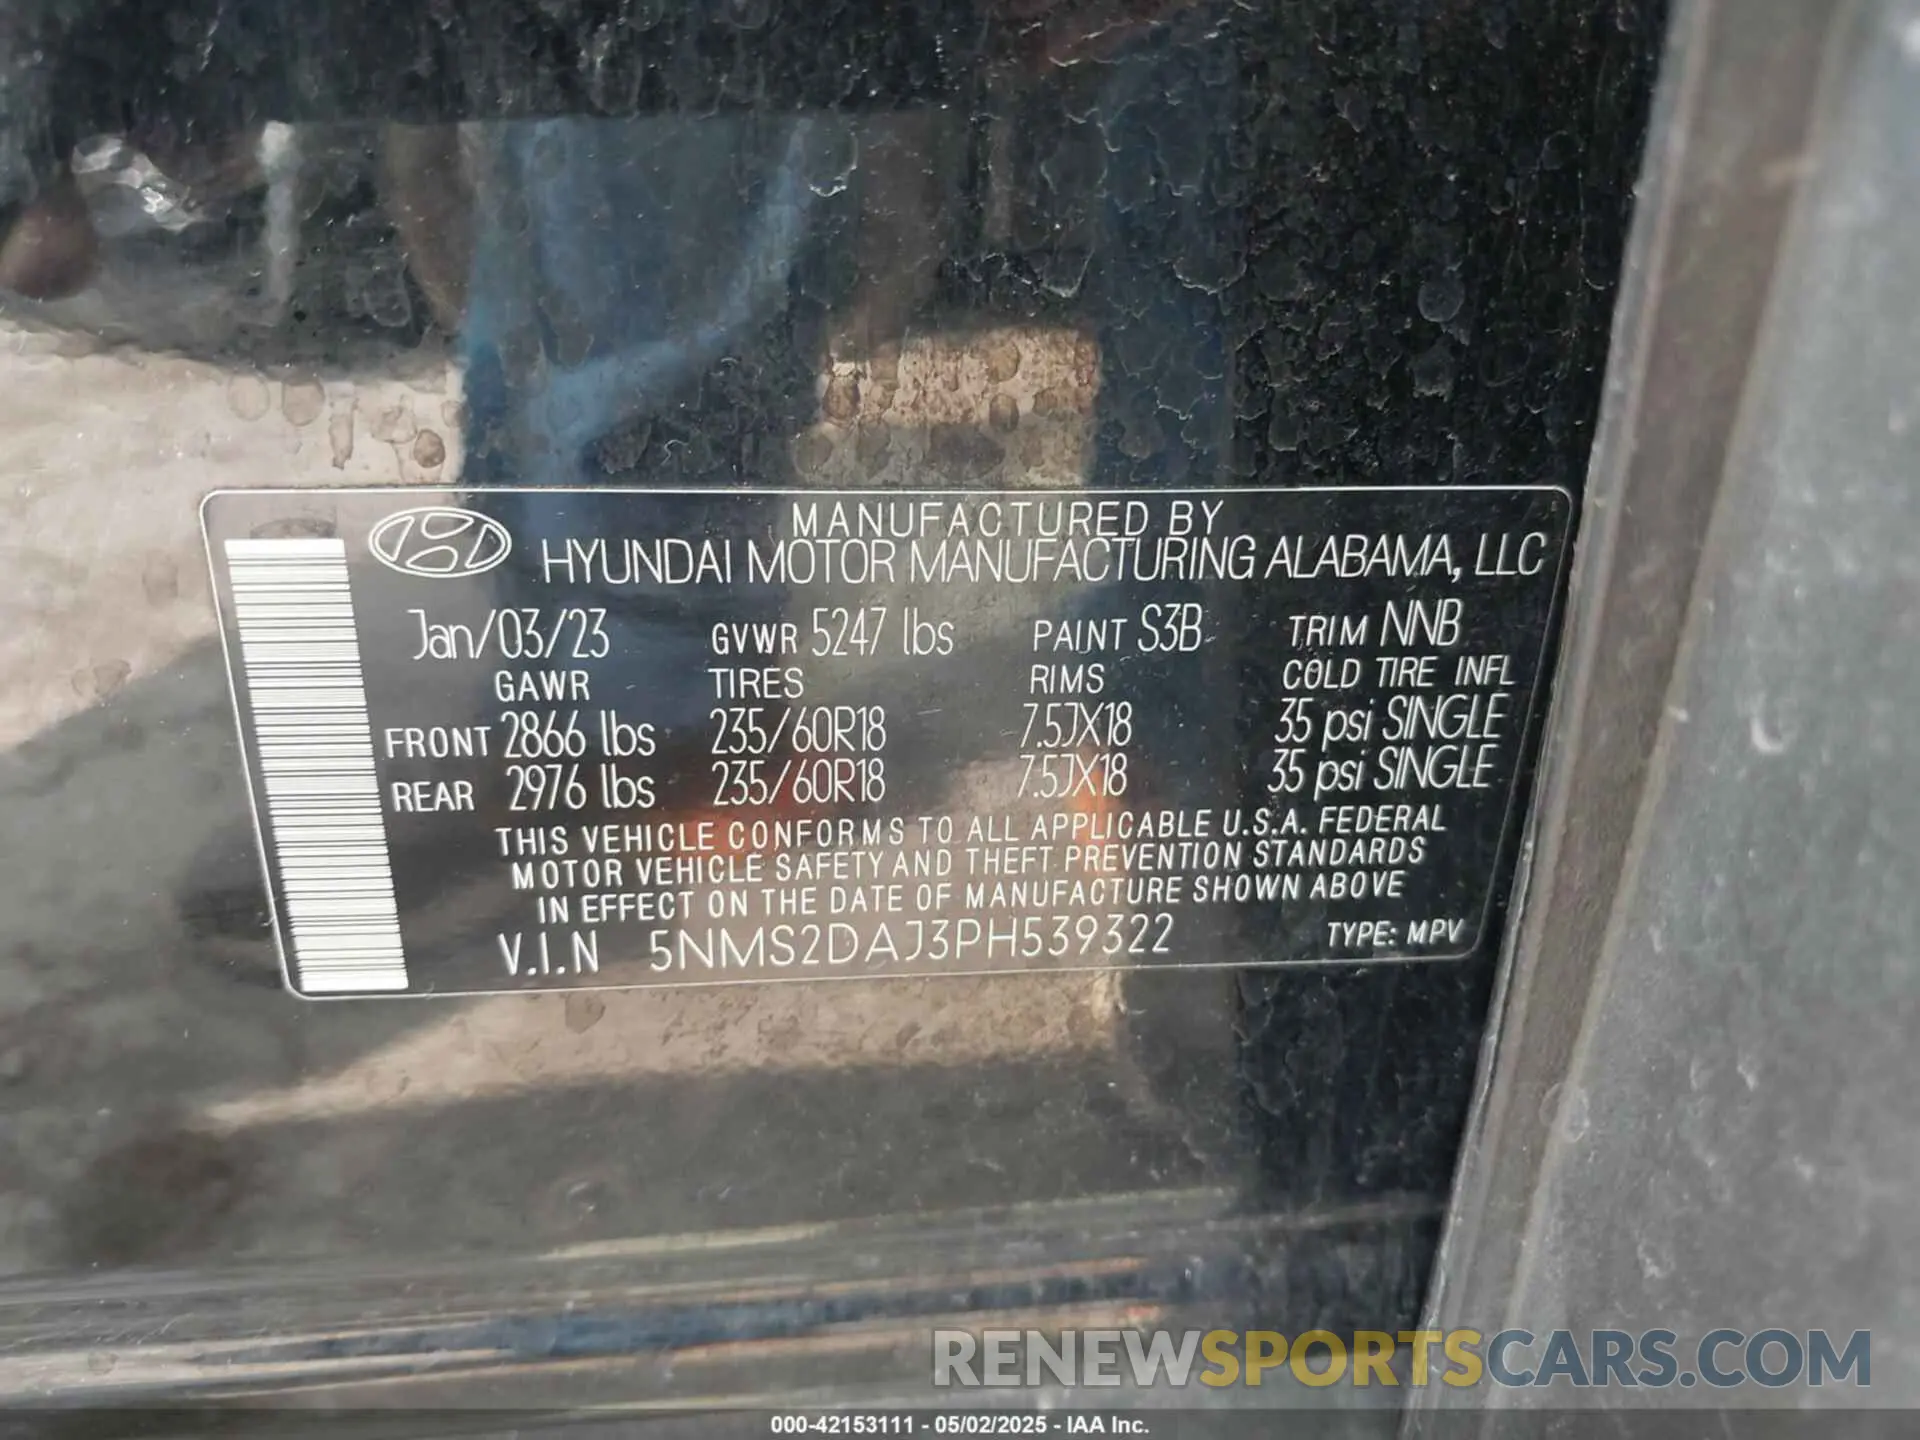 MANUFACTURED BY
HYUNDAI MOTOR MANUFACTURING ALABAMA, LLC
Jan/03/23 GVWR 5247 lbs PAINT S3B TRIM NNB
GAWR TIRES RIMS COLD TIRE INFL
FRONT 2866 lbs 235/60R18 7.5JX18 35 psi SINGLE
REAR 2976 lbs 235/60R18 7.5JX18 35 psi SINGLE
THIS VEHICLE CONFORMS TO ALL APPLICABLE U.S.A. FEDERAL
MOTOR VEHICLE SAFETY AND THEFT PREVENTION STANDARDS
IN EFFECT ON THE DATE OF MANUFACTURE SHOWN ABOVE
V.I.N 5NMS2DAJ3PH539322 TYPE: MPV
RENEWSPORTSCARS.COM
000-42153111 - 05/02/2025 - IAA Inc.